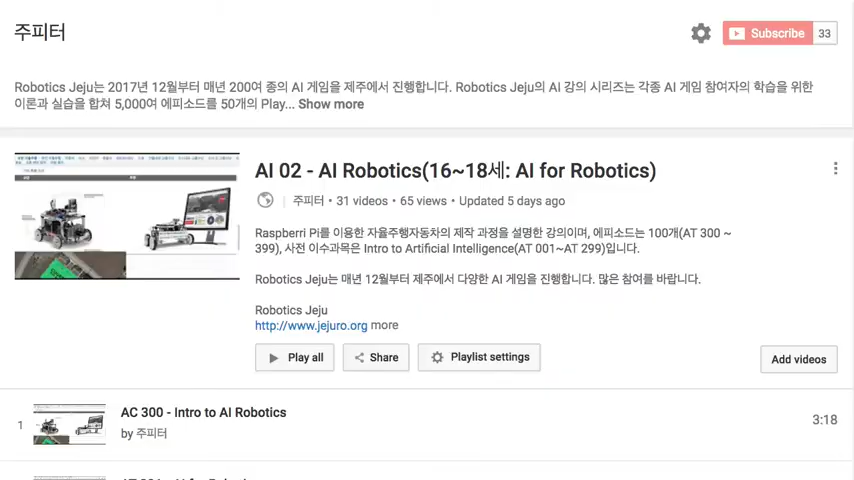 주피터
Subscribe 33
Robotics Jeju는 2017년 12월부터 매년 200여 종의 AI 게임을 제주에서 진행합니다. Robotics Jeju의 AI 강의 시리즈는 각종 AI 게임 참여자의 학습을 위한
이론과 실습을 합쳐 5,000여 에피소드를 50개의 Play... Show more
AI 02 - AI Robotics(16~18세: AI for Robotics)
주피터 • 31 videos • 65 views • Updated 5 days ago
Raspberri Pi를 이용한 자율주행자동차의 제작 과정을 설명한 강의이며, 에피소드는 100개(AT 300 ~
399), 사전 이수과목은 Intro to Artificial Intelligence(AT 001~AT 299)입니다.
Robotics Jeju는 매년 12월부터 제주에서 다양한 AI 게임을 진행합니다. 많은 참여를 바랍니다.
Robotics Jeju
http://www.jejuro.org more
Play all Share Playlist settings Add videos
1 AC 300 - Intro to AI Robotics 3:18
by 주피터